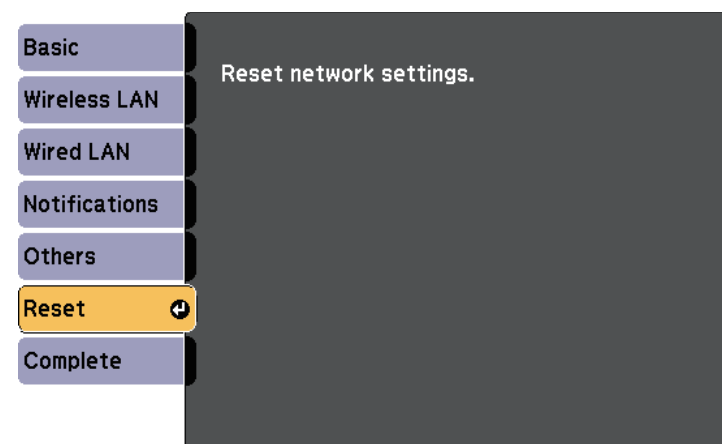 Basic
Wireless LAN
Wired LAN
Notifications
Others
Reset
Complete
Reset network settings.